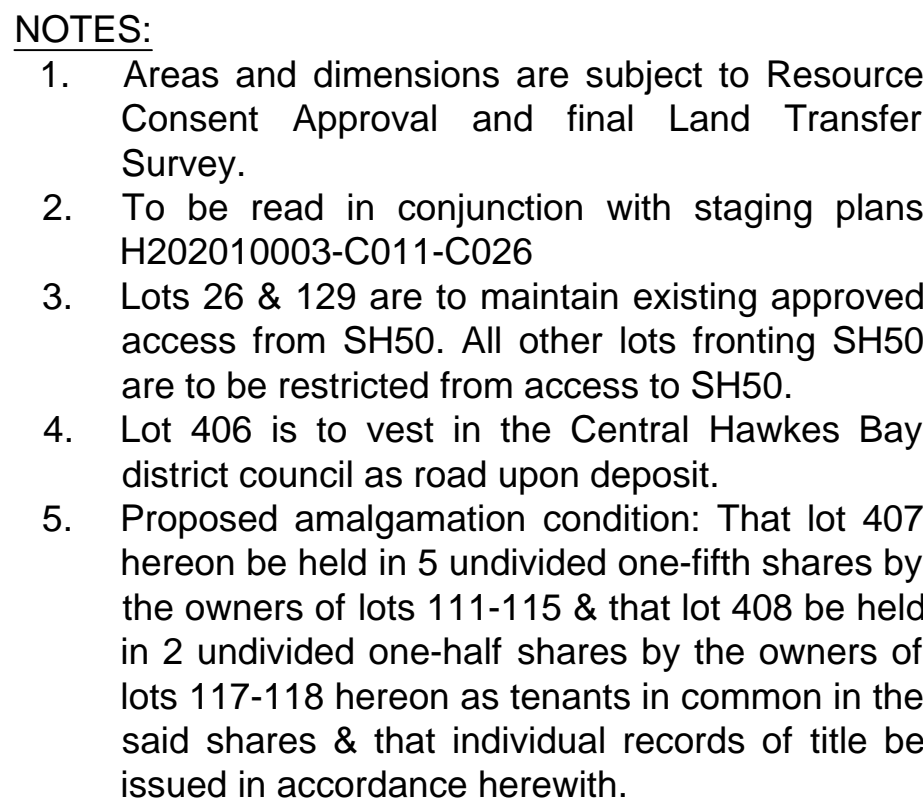 NOTES:
1. Areas and dimensions are subject to Resource
Consent Approval and final Land Transfer
Survey.
2. To be read in conjunction with staging plans
H202010003-C011-C026
3. Lots 26 & 129 are to maintain existing approved
access from SH50. All other lots fronting SH50
are to be restricted from access to SH50.
4. Lot 406 is to vest in the Central Hawkes Bay
district council as road upon deposit.
5. Proposed amalgamation condition: That lot 407
hereon be held in 5 undivided one-fifth shares by
the owners of lots 111-115 & that lot 408 be held
in 2 undivided one-half shares by the owners of
lots 117-118 hereon as tenants in common in the
said shares & that individual records of title be
issued in accordance herewith.